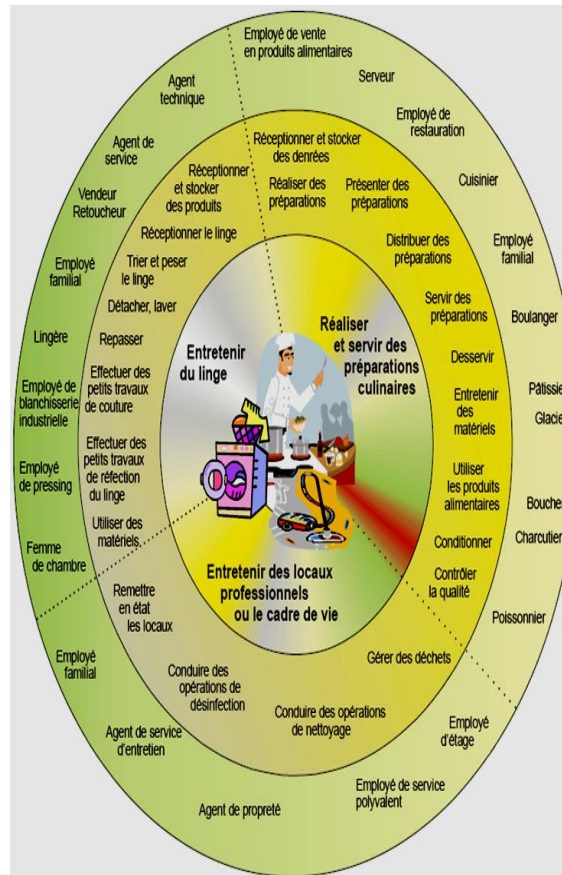 Employé de vente
en produits alimentaires
Serveur
Employé de
restauration
Cuisinier
Employé
familial
Boulanger
Pâtissie
Glacie
Bouche
Charcutie
Poissonnier
Employé
d'étage
Employé de service
polyvalent
Agent de propreté
Agent de service
d'entretien
Employé
familial
Femme
de chambre
Employé
de pressing
Employé de
blanchisserie
industrielle
Lingère
Employé
familial
Vendeur
Retoucheur
Agent de
service
Agent
technique
Réceptionner et stocker
des denrées
Réaliser des
préparations
Présenter des
préparations
Distribuer des
préparations
Servir des
préparations
Desservir
Entretenir
des
matériels
Utiliser
les produits
alimentaires
Conditionner
Contrôler
la qualité
Gérer des déchets
Conduire des opérations
de nettoyage
Conduire des
opérations de
désinfection
Remettre
en état
les locaux
Utiliser des
matériels
Effectuer des
petits travaux
de réfection
du linge
Effectuer des
petits travaux
de couture
Repasser
Détacher, laver
Trier et peser
le linge
Réceptionner le linge
Réceptionner
et stocker
des produits
Entretenir
du linge
Réaliser
et servir des
préparations
culinaires
Entretenir des locaux
professionnels
ou le cadre de vie